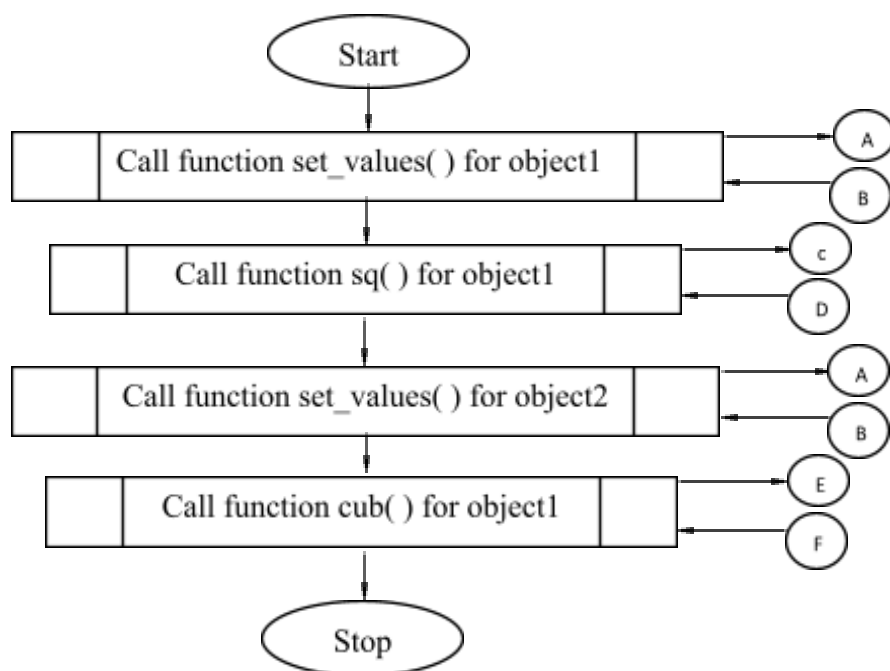 Start
Call function set_values( ) for object1
A
B
Call function sq( ) for object1
c
D
Call function set_values( ) for object2
A
B
Call function cub( ) for object1
E
F
Stop